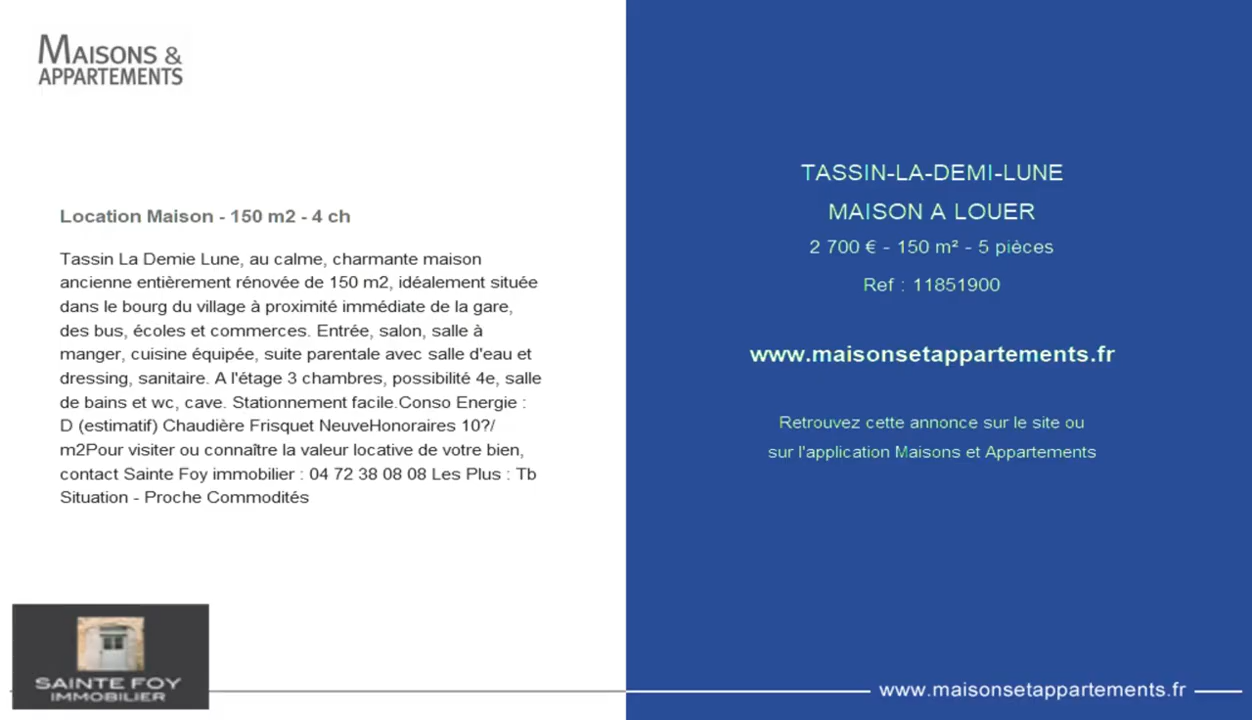 MAISONS &
APPARTEMENTS
Location Maison - 150 m2 - 4 ch
Tassin La Demie Lune, au calme, charmante maison
ancienne entièrement rénovée de 150 m2, idéalement située
dans le bourg du village à proximité immédiate de la gare,
des bus, écoles et commerces. Entrée, salon, salle à
manger, cuisine équipée, suite parentale avec salle d'eau et
dressing, sanitaire. A l'étage 3 chambres, possibilité 4e, salle
de bains et wc, cave. Stationnement facile.Conso Energie :
D (estimatif) Chaudière Frisquet NeuveHonoraires 10?/
m2Pour visiter ou connaître la valeur locative de votre bien,
contact Sainte Foy immobilier : 04 72 38 08 08 Les Plus : Tb
Situation - Proche Commodités
SAINTE FOY
IMMOBILIER
TASSIN-LA-DEMI-LUNE
MAISON A LOUER
2 700 € - 150 m² - 5 pièces
Ref : 11851900
www.maisonsetappartements.fr
Retrouvez cette annonce sur le site ou
sur l'application Maisons et Appartements
www.maisonsetappartements.fr